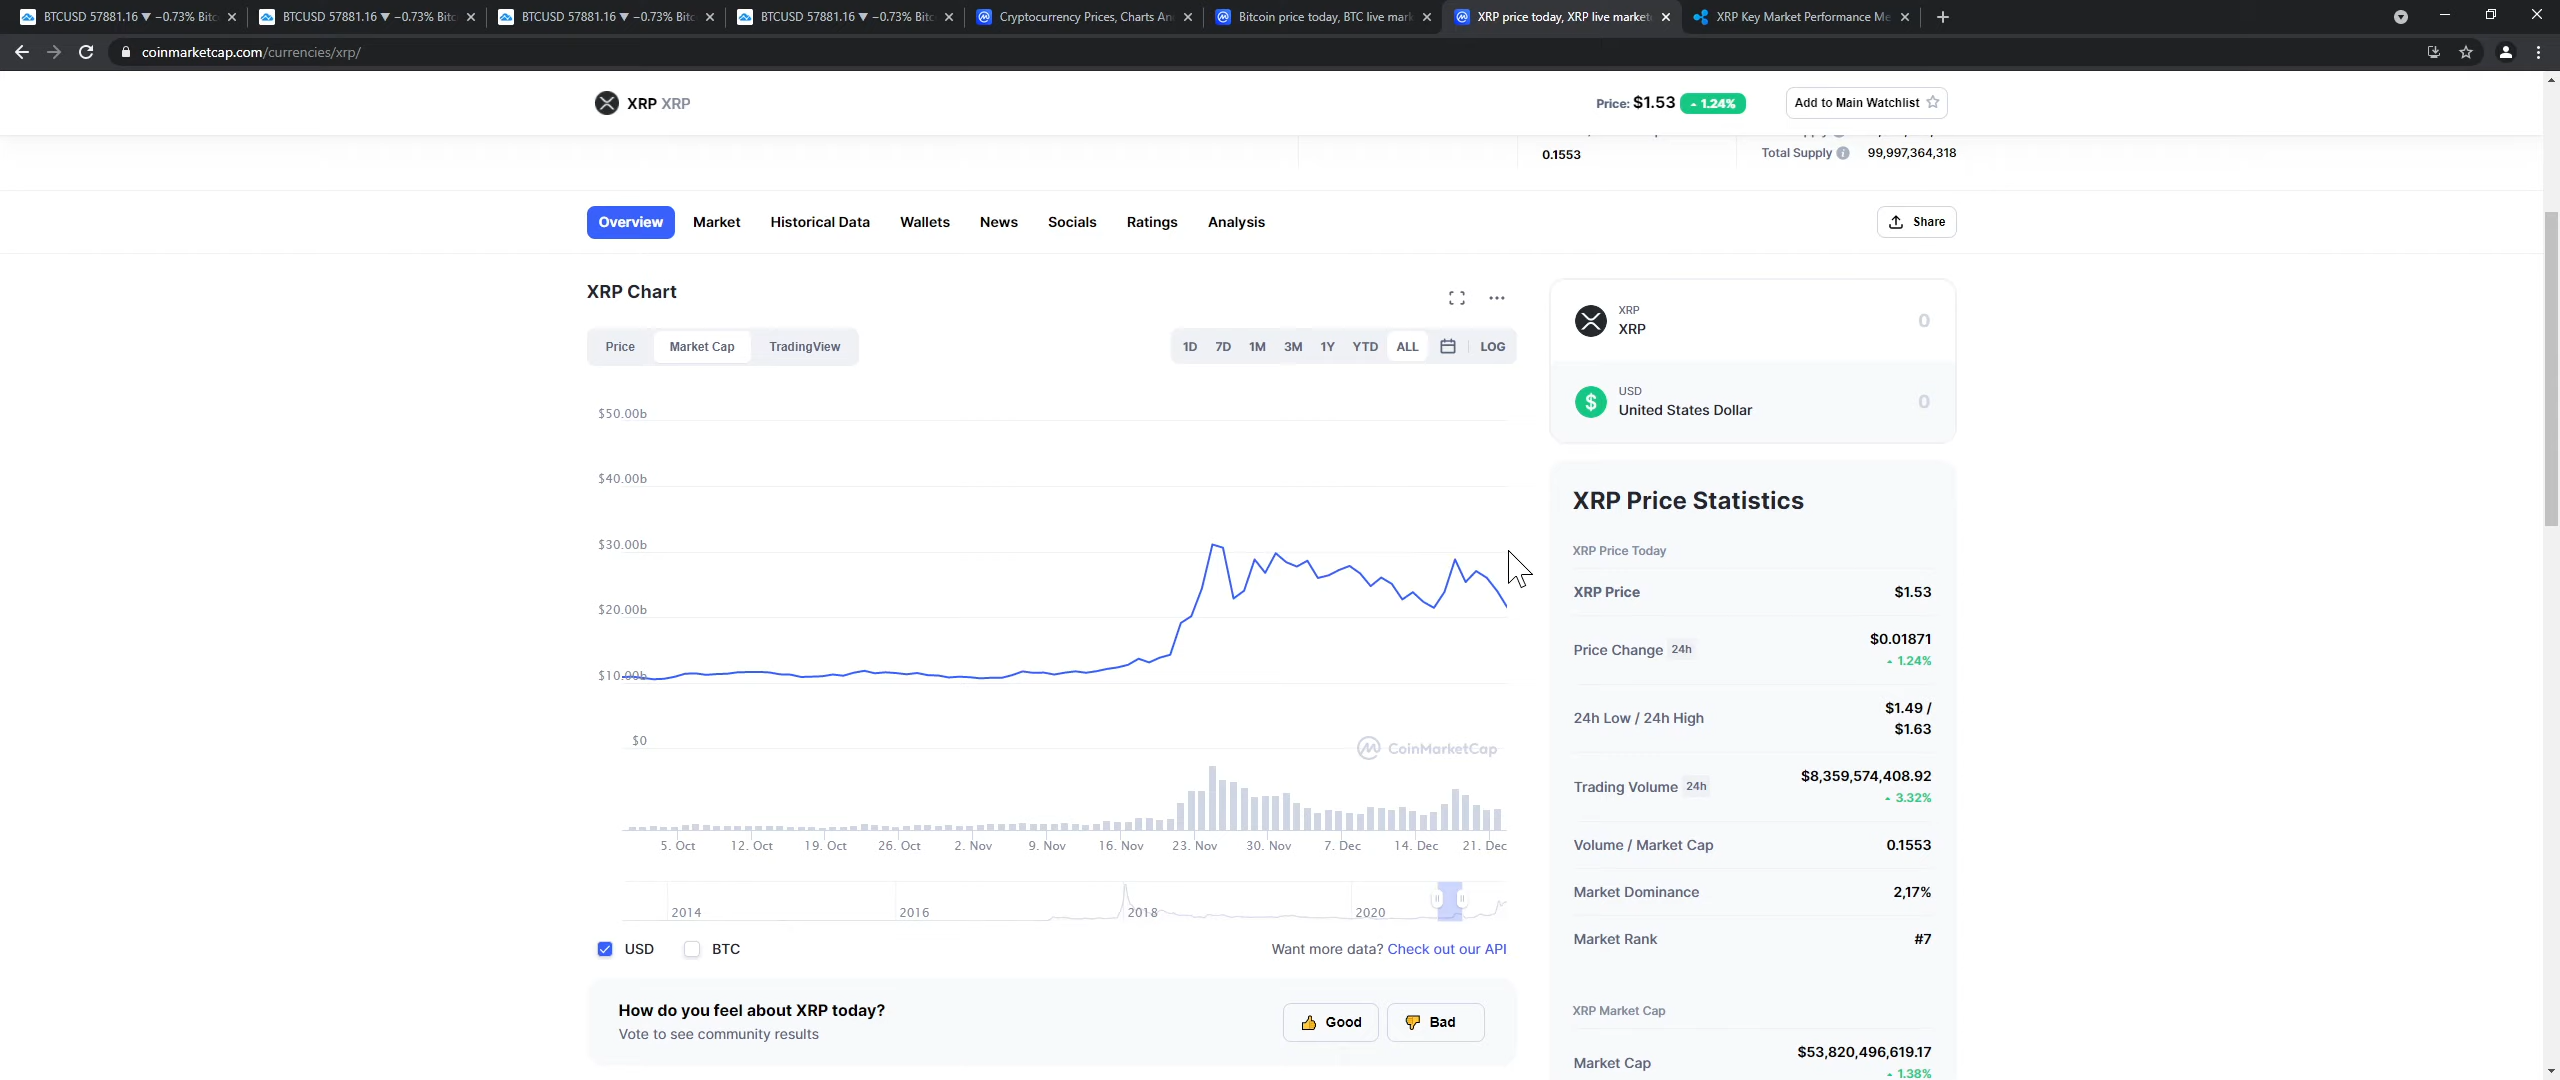 BTCUSD 57881.16 ▼ −0.73% Bitc
BTCUSD 57881.16 ▼ −0.73% Bitc
BTCUSD 57881.16 ▼ −0.73% Bitc
BTCUSD 57881.16 ▼ −0.73% Bitc
Cryptocurrency Prices, Charts An
Bitcoin price today, BTC live mark
XRP price today, XRP live market
XRP Key Market Performance Me
coinmarketcap.com/currencies/xrp/
XRP XRP
Price: $1.53 1.24%
Add to Main Watchlist
0.1553
Total Supply 99,997,364,318
Overview Market Historical Data Wallets News Socials Ratings Analysis
Share
XRP Chart
Price Market Cap TradingView
1D 7D 1M 3M 1Y YTD ALL LOG
$50.00b
$40.00b
$30.00b
$20.00b
$10.00b
$0
CoinMarketCap
5. Oct 12. Oct 19. Oct 26. Oct 2. Nov 9. Nov 16. Nov 23. Nov 30. Nov 7. Dec 14. Dec 21. Dec
2014 2016 2018 2020
USD BTC
Want more data? Check out our API
How do you feel about XRP today?
Vote to see community results
Good Bad
XRP
XRP
0
USD
United States Dollar
0
XRP Price Statistics
XRP Price Today
XRP Price $1.53
Price Change 24h $0.01871
1.24%
24h Low / 24h High $1.49 /
$1.63
Trading Volume 24h $8,359,574,408.92
3.32%
Volume / Market Cap 0.1553
Market Dominance 2,17%
Market Rank #7
XRP Market Cap
Market Cap $53,820,496,619.17
1.38%